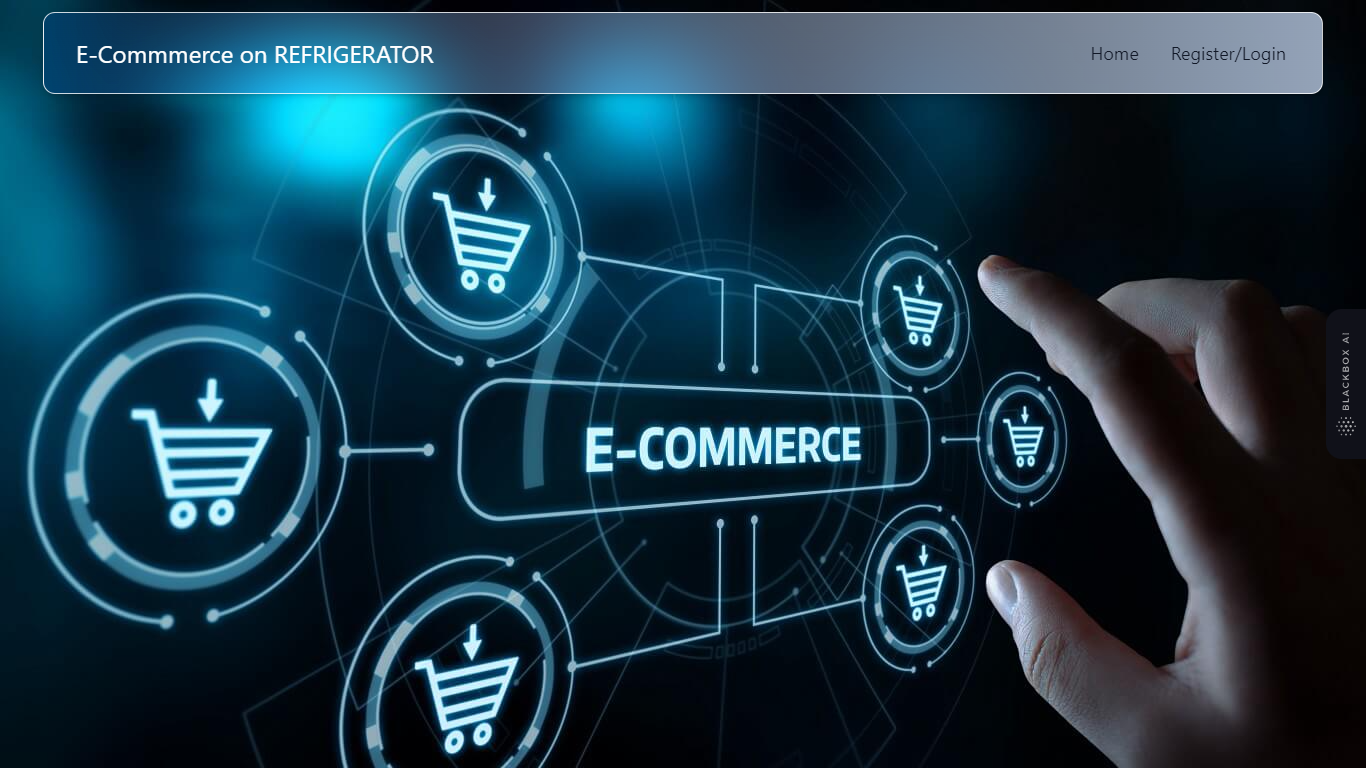 E-Commmerce on REFRIGERATOR
Home
Register/Login
BLACKBOX AI
E-COMMERCE